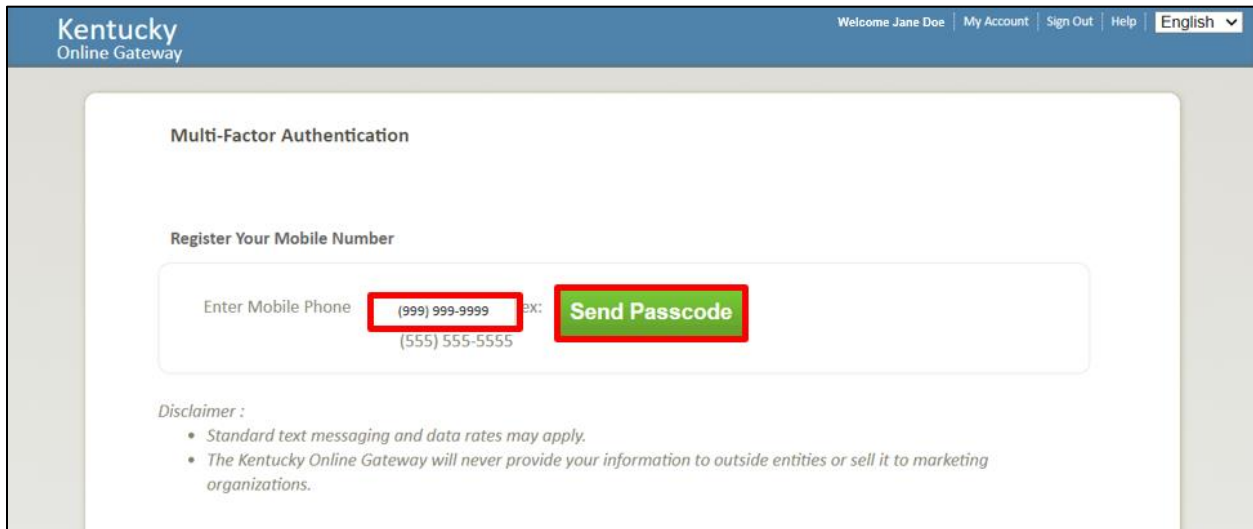 Kentucky
Online Gateway
Welcome Jane Doe | My Account | Sign Out | Help | English
Multi-Factor Authentication
Register Your Mobile Number
Enter Mobile Phone (999) 999-9999 ex: Send Passcode
(555) 555-5555
Disclaimer :
• Standard text messaging and data rates may apply.
• The Kentucky Online Gateway will never provide your information to outside entities or sell it to marketing
organizations.